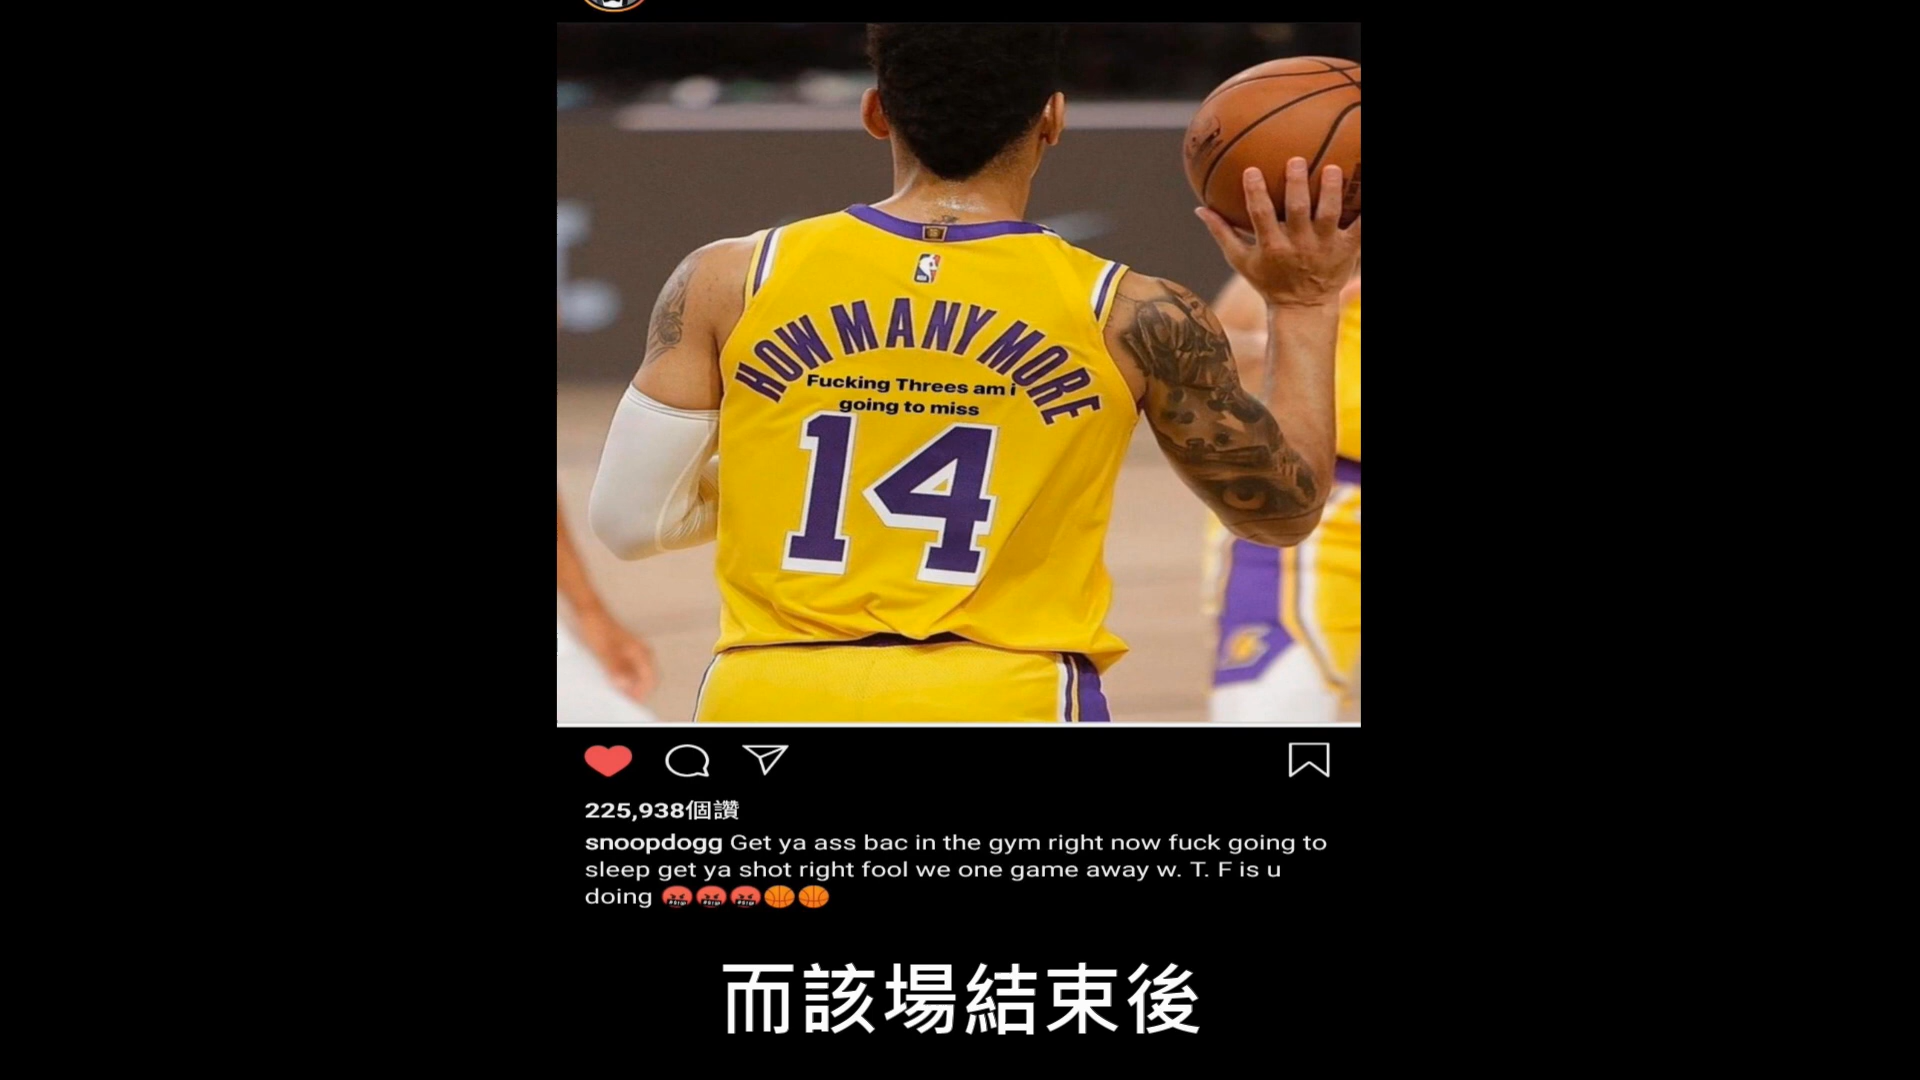 HOW MANY MORE
Fucking Threes am i
going to miss
14
225,938個讚
snoopdogg Get ya ass bac in the gym right now fuck going to
sleep get ya shot right fool we one game away w. T. F is u
doing 🤬🤬🤬🏀🏀
而該場結束後